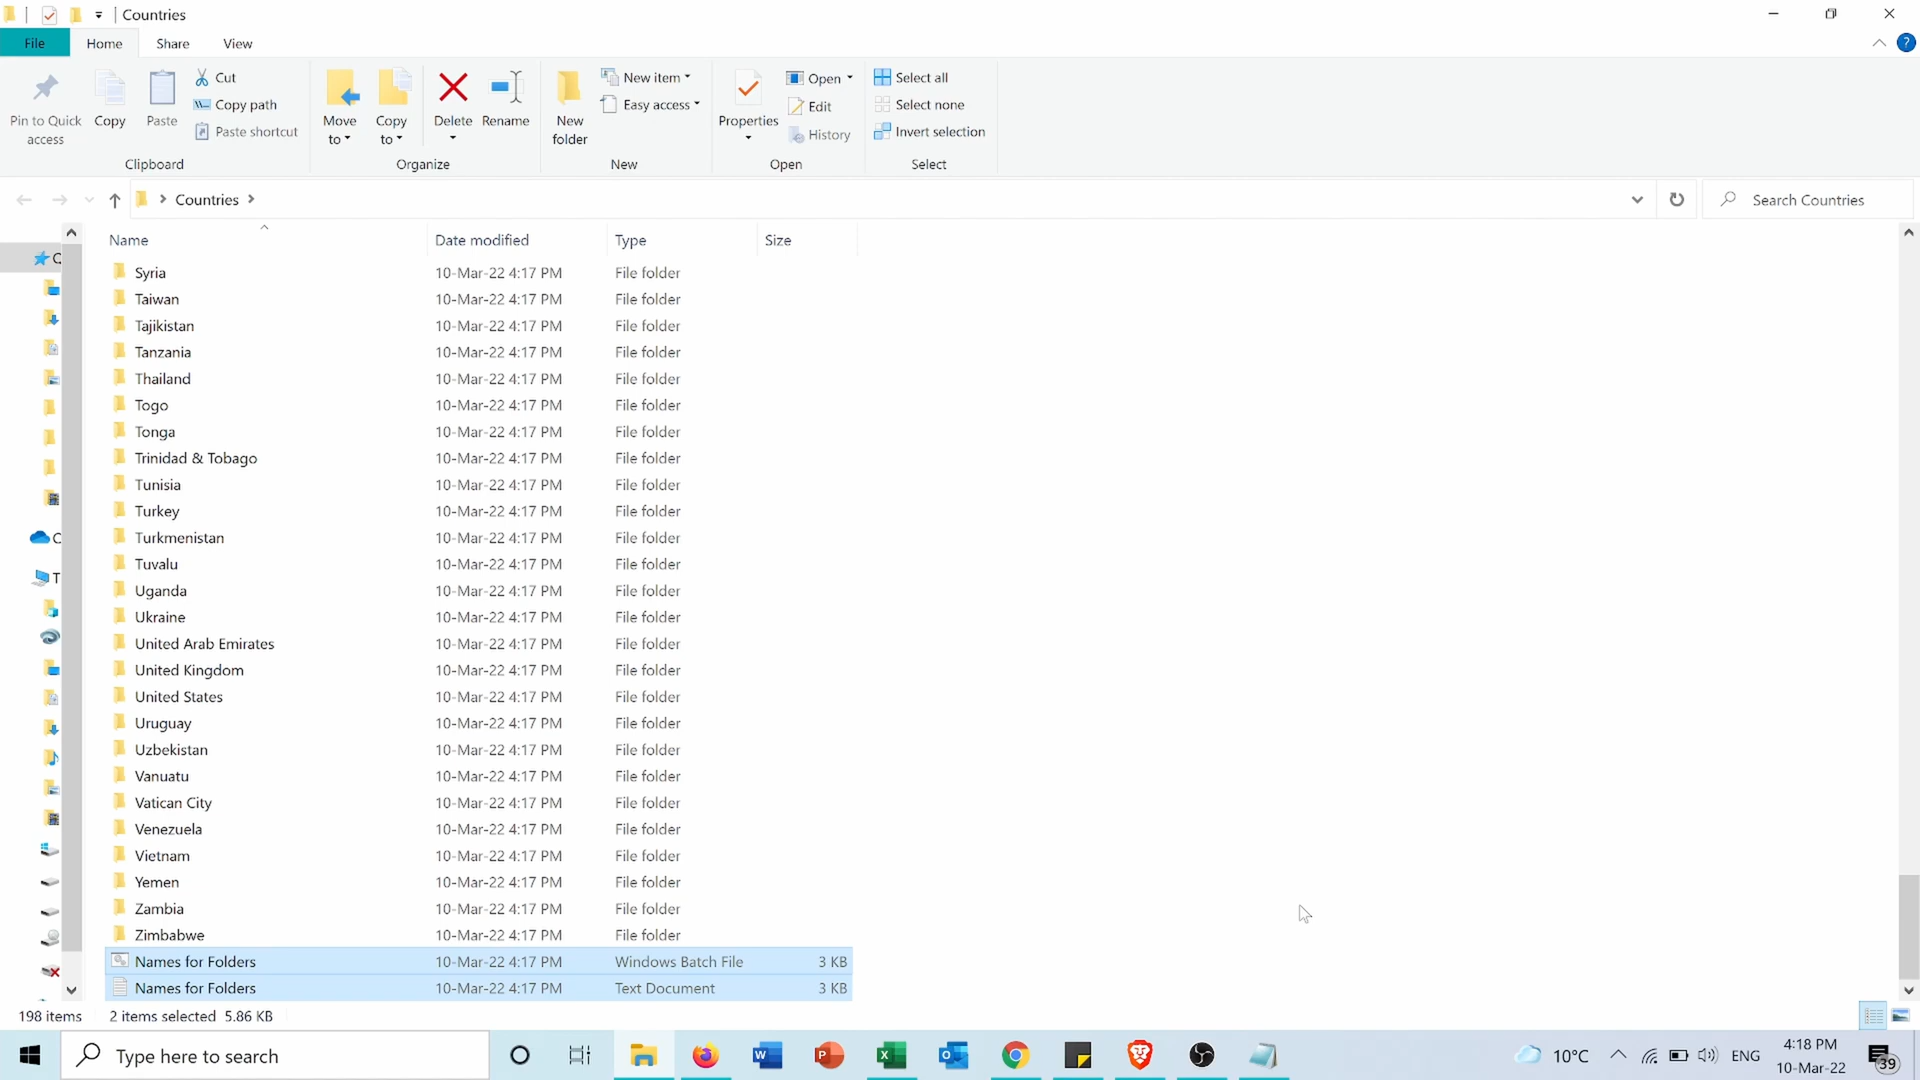 Countries
File Home Share View
Pin to Quick access
Copy
Paste
Cut
Copy path
Paste shortcut
Clipboard
Move to
Copy to
Delete
Rename
Organize
New folder
New item
Easy access
New
Properties
Open
Edit
History
Open
Select all
Select none
Invert selection
Select
Countries
Search Countries
Name Date modified Type Size
Syria 10-Mar-22 4:17 PM File folder
Taiwan 10-Mar-22 4:17 PM File folder
Tajikistan 10-Mar-22 4:17 PM File folder
Tanzania 10-Mar-22 4:17 PM File folder
Thailand 10-Mar-22 4:17 PM File folder
Togo 10-Mar-22 4:17 PM File folder
Tonga 10-Mar-22 4:17 PM File folder
Trinidad & Tobago 10-Mar-22 4:17 PM File folder
Tunisia 10-Mar-22 4:17 PM File folder
Turkey 10-Mar-22 4:17 PM File folder
Turkmenistan 10-Mar-22 4:17 PM File folder
Tuvalu 10-Mar-22 4:17 PM File folder
Uganda 10-Mar-22 4:17 PM File folder
Ukraine 10-Mar-22 4:17 PM File folder
United Arab Emirates 10-Mar-22 4:17 PM File folder
United Kingdom 10-Mar-22 4:17 PM File folder
United States 10-Mar-22 4:17 PM File folder
Uruguay 10-Mar-22 4:17 PM File folder
Uzbekistan 10-Mar-22 4:17 PM File folder
Vanuatu 10-Mar-22 4:17 PM File folder
Vatican City 10-Mar-22 4:17 PM File folder
Venezuela 10-Mar-22 4:17 PM File folder
Vietnam 10-Mar-22 4:17 PM File folder
Yemen 10-Mar-22 4:17 PM File folder
Zambia 10-Mar-22 4:17 PM File folder
Zimbabwe 10-Mar-22 4:17 PM File folder
Names for Folders 10-Mar-22 4:17 PM Windows Batch File 3 KB
Names for Folders 10-Mar-22 4:17 PM Text Document 3 KB
198 items 2 items selected 5.86 KB
Type here to search
10°C ENG
4:18 PM
10-Mar-22
39